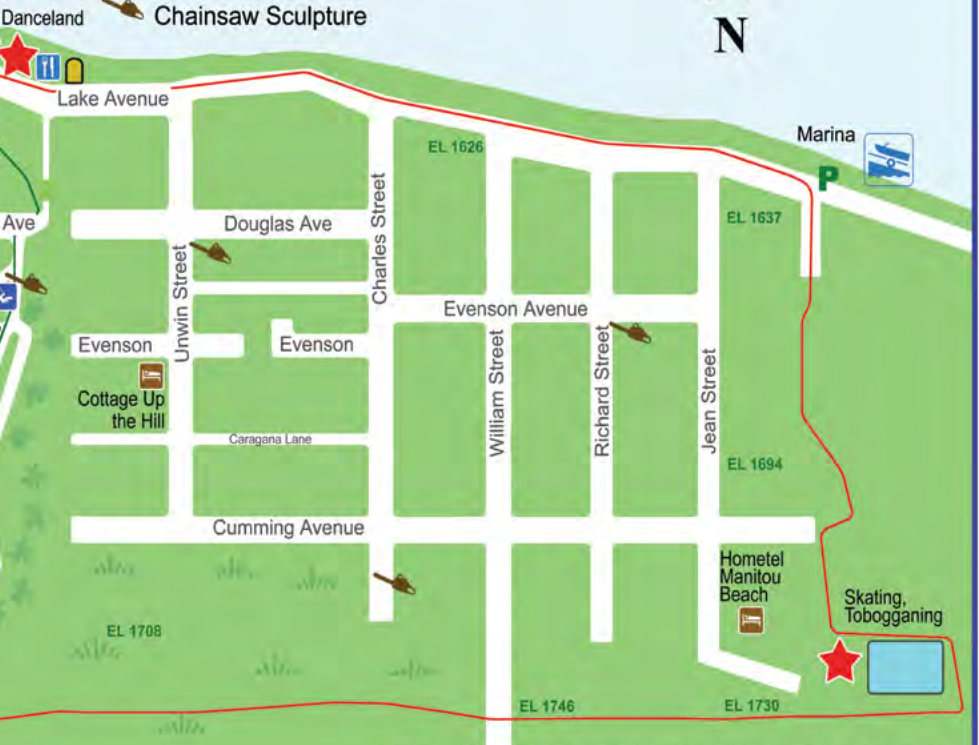 Danceland
Chainsaw Sculpture
N
Lake Avenue
Marina
EL 1626
P
Charles Street
EL 1637
Ave
Douglas Ave
Unwin Street
Evenson Avenue
Evenson
Evenson
William Street
Richard Street
Jean Street
Cottage Up
the Hill
Caragana Lane
EL 1694
Cumming Avenue
Hometel
Manitou
Beach
Skating,
Tobogganing
EL 1708
EL 1746
EL 1730